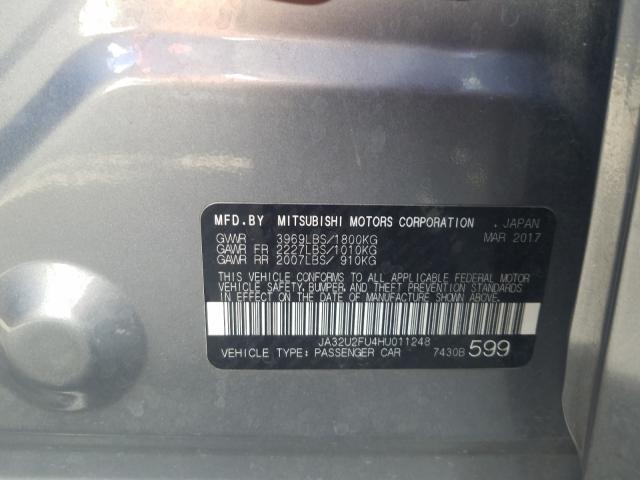 MFD.BY MITSUBISHI MOTORS CORPORATION . JAPAN
GVWR 3969LBS/1800KG MAR 2017
GAWR FR 2227LBS/1010KG
GAWR RR 2007LBS/ 910KG
THIS VEHICLE CONFORMS TO ALL APPLICABLE FEDERAL MOTOR
VEHICLE SAFETY, BUMPER, AND THEFT PREVENTION STANDARDS
IN EFFECT ON THE DATE OF MANUFACTURE SHOWN ABOVE.
JA32U2FU4HU011248
VEHICLE TYPE: PASSENGER CAR 7430B 599